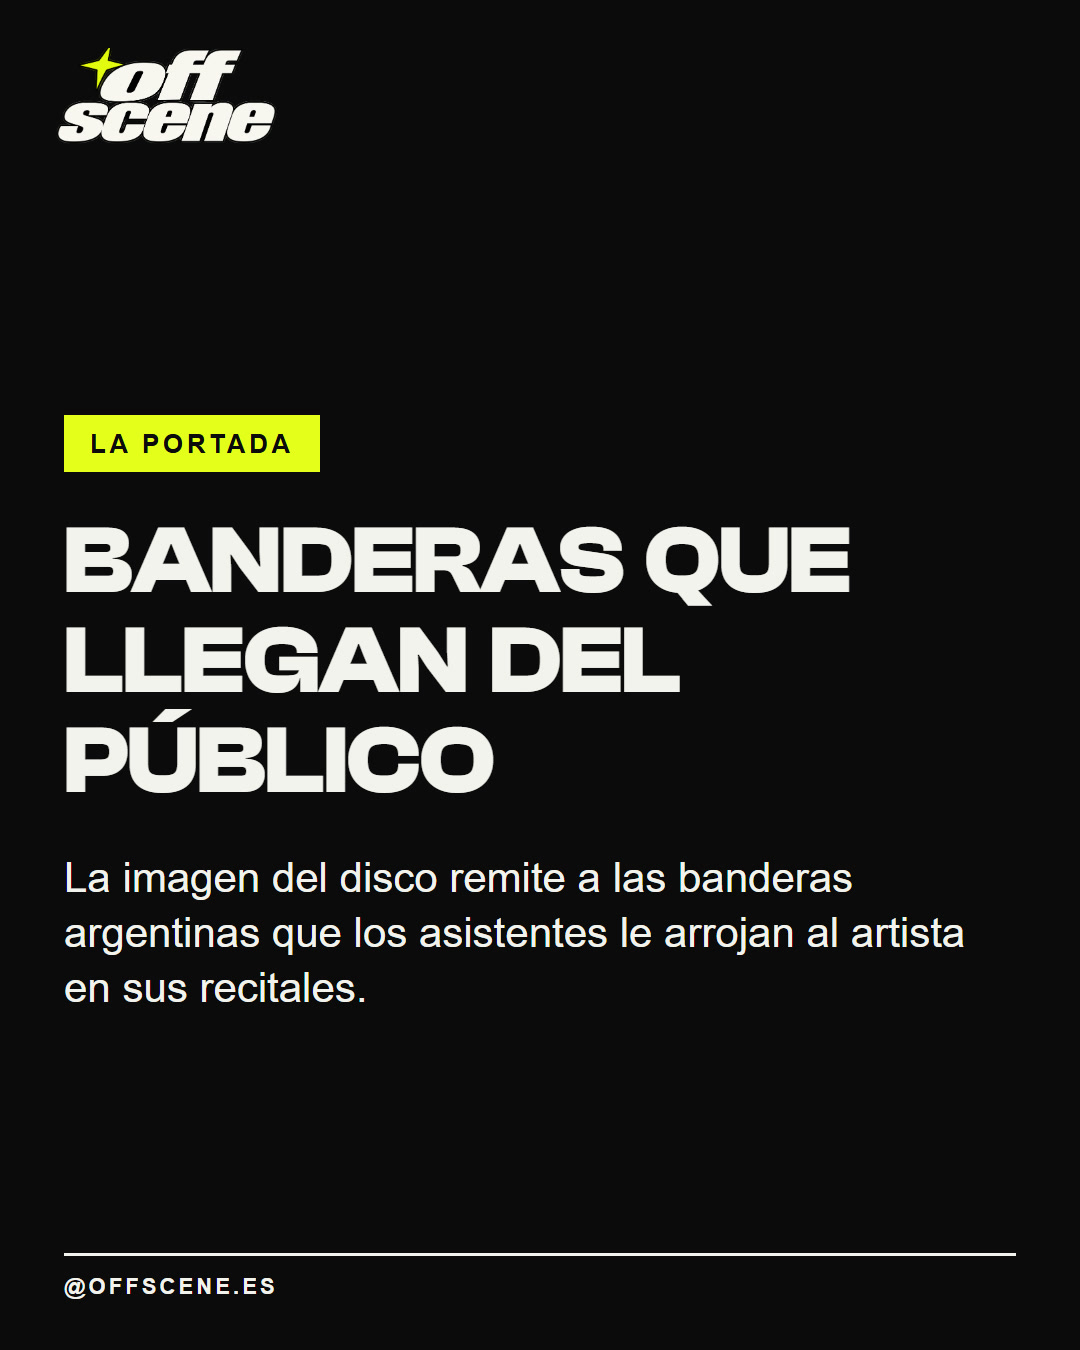 off
scene
LA PORTADA
BANDERAS QUE
LLEGAN DEL
PÚBLICO
La imagen del disco remite a las banderas
argentinas que los asistentes le arrojan al artista
en sus recitales.
@OFFSCENE.ES